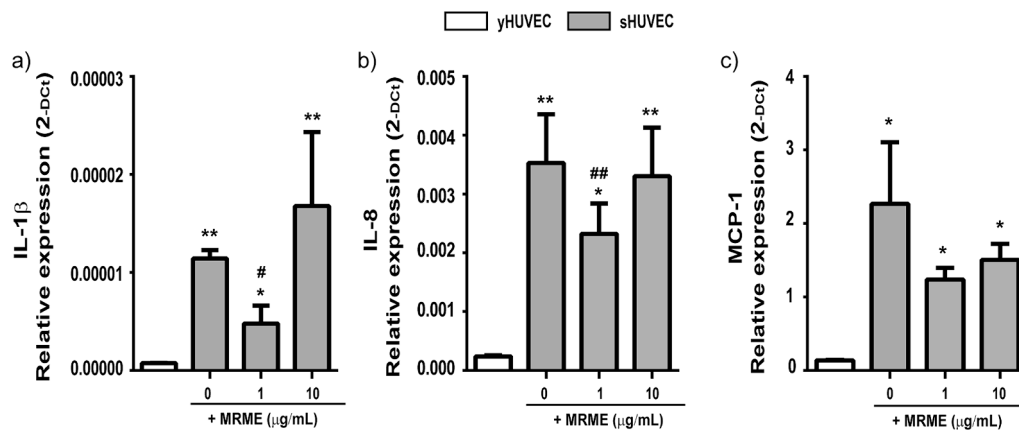 yHUVEC sHUVEC
a)
IL-1β
Relative expression (2-DCt)
0.00003
0.00002
0.00001
0.00000
**
#
*
**
0 1 10
+ MRME (µg/mL)
b)
IL-8
Relative expression (2-DCt)
0.005
0.004
0.003
0.002
0.001
0.000
**
##
*
**
0 1 10
+ MRME (µg/mL)
c)
MCP-1
Relative expression (2-DCt)
4
3
2
1
0
*
*
*
0 1 10
+ MRME (µg/mL)